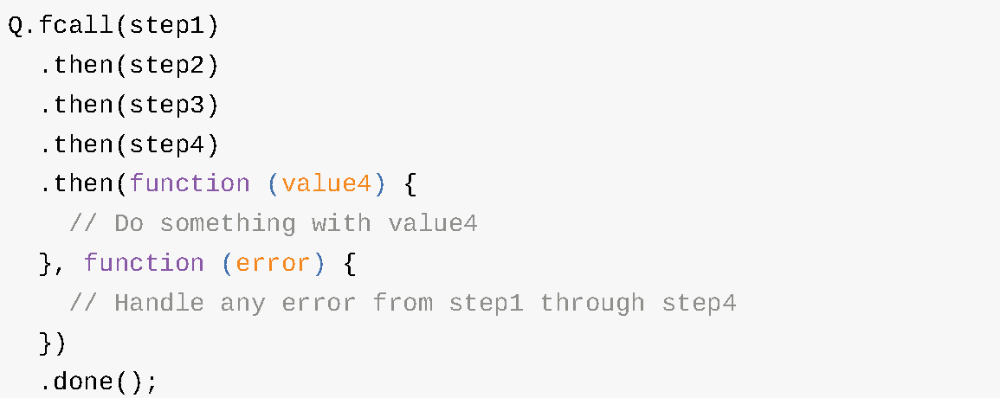 Q.fcall(step1)
  .then(step2)
  .then(step3)
  .then(step4)
  .then(function (value4) {
    // Do something with value4
  }, function (error) {
    // Handle any error from step1 through step4
  })
  .done();